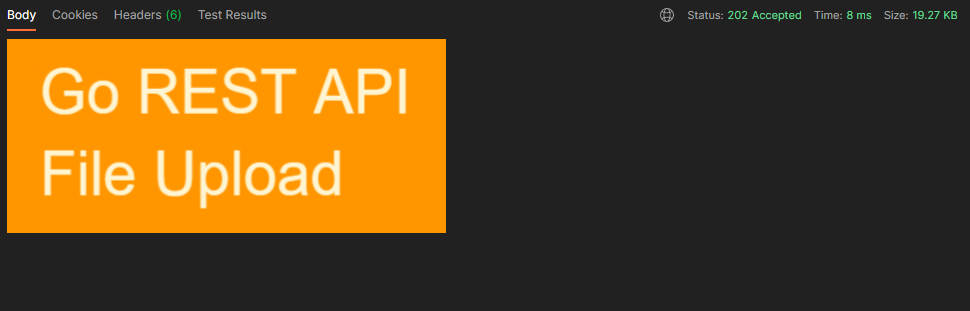 Body Cookies Headers (6) Test Results Status: 202 Accepted Time: 8 ms Size: 19.27 KB
Go REST API
File Upload